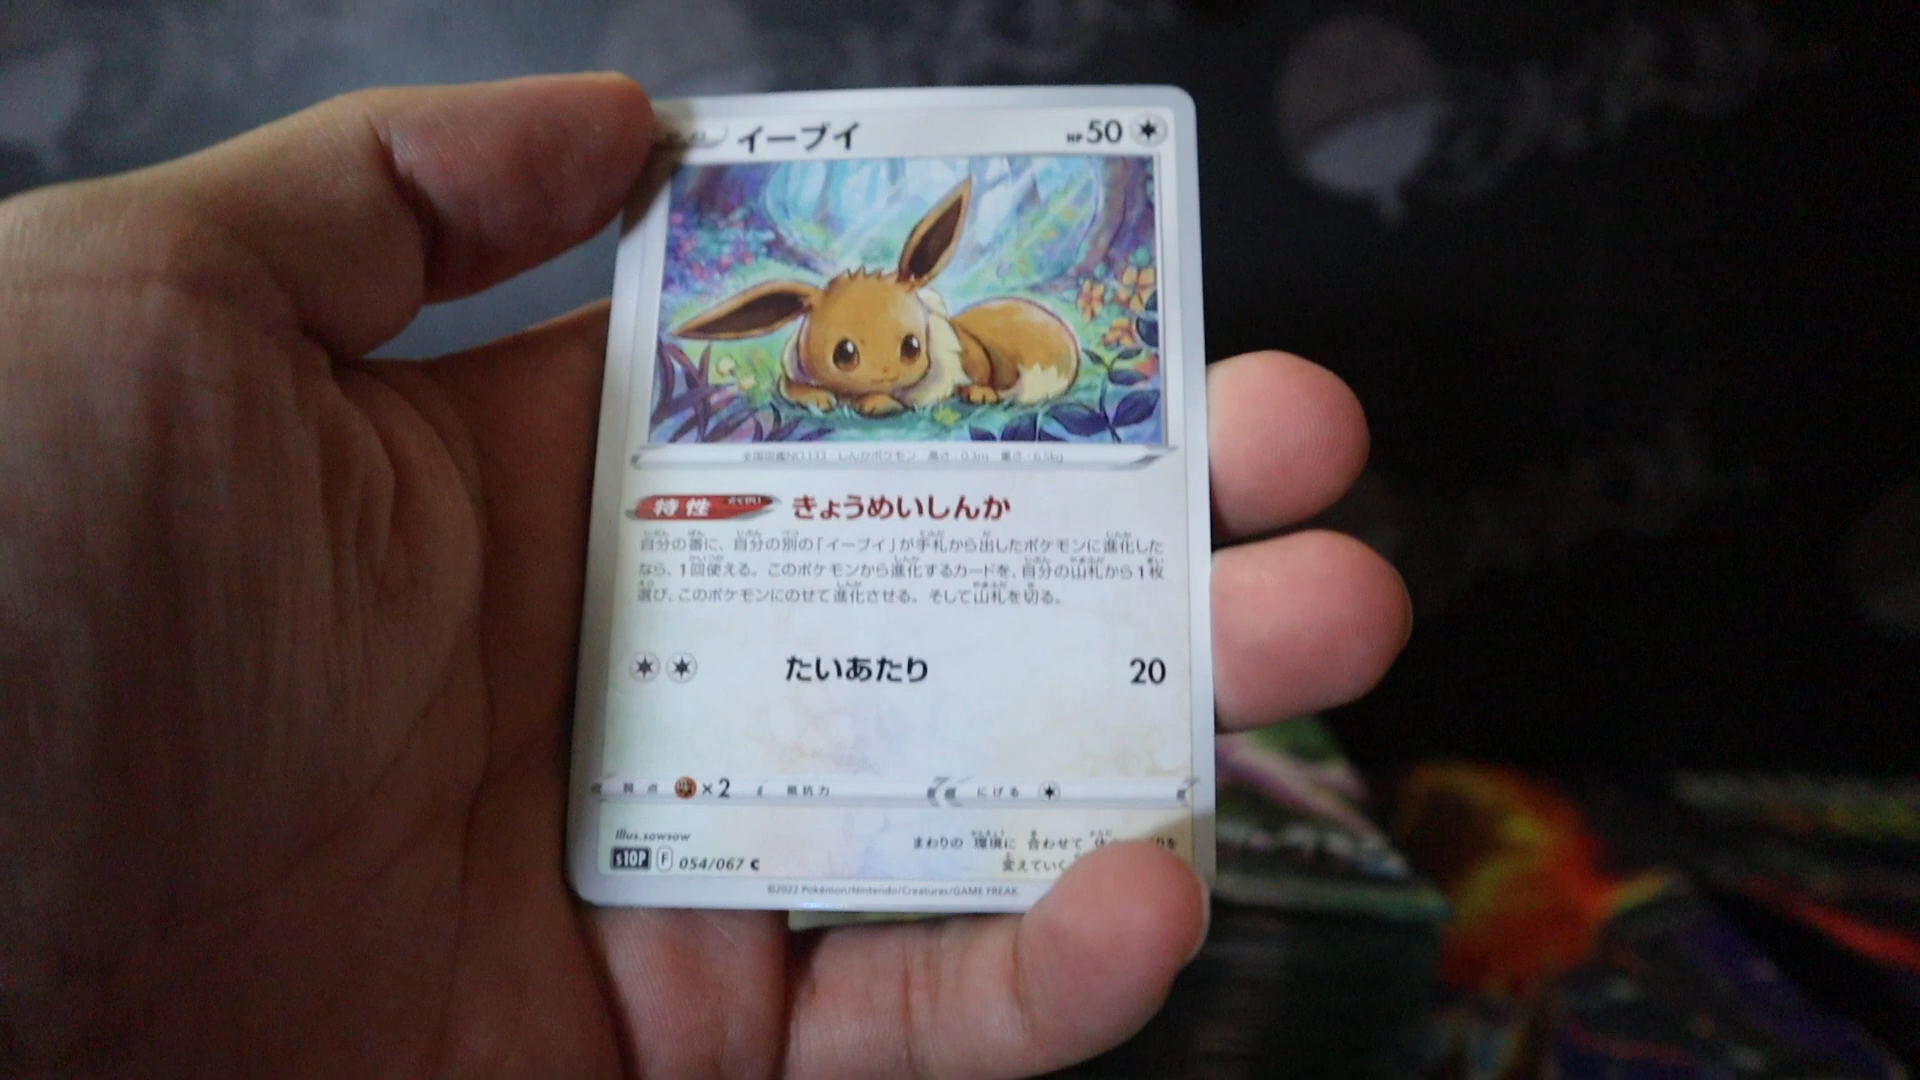 イーブイ HP50
全国図鑑NO.133 しんかポケモン 高さ:0.3m 重さ:6.5kg
特性 とくせい きょうめいしんか
自分の番に、自分の別の「イーブイ」が手札から出したポケモンに進化した
なら、1回使える。このポケモンから進化するカードを、自分の山札から1枚
選び、このポケモンにのせて進化させる。そして山札を切る。
たいあたり 20
弱点 ×2 抵抗力 にげる
Illus.sowsow
まわりの 環境に 合わせて
変えていく
s10P F 054/067 C
©2022 Pokémon/Nintendo/Creatures/GAME FREAK.